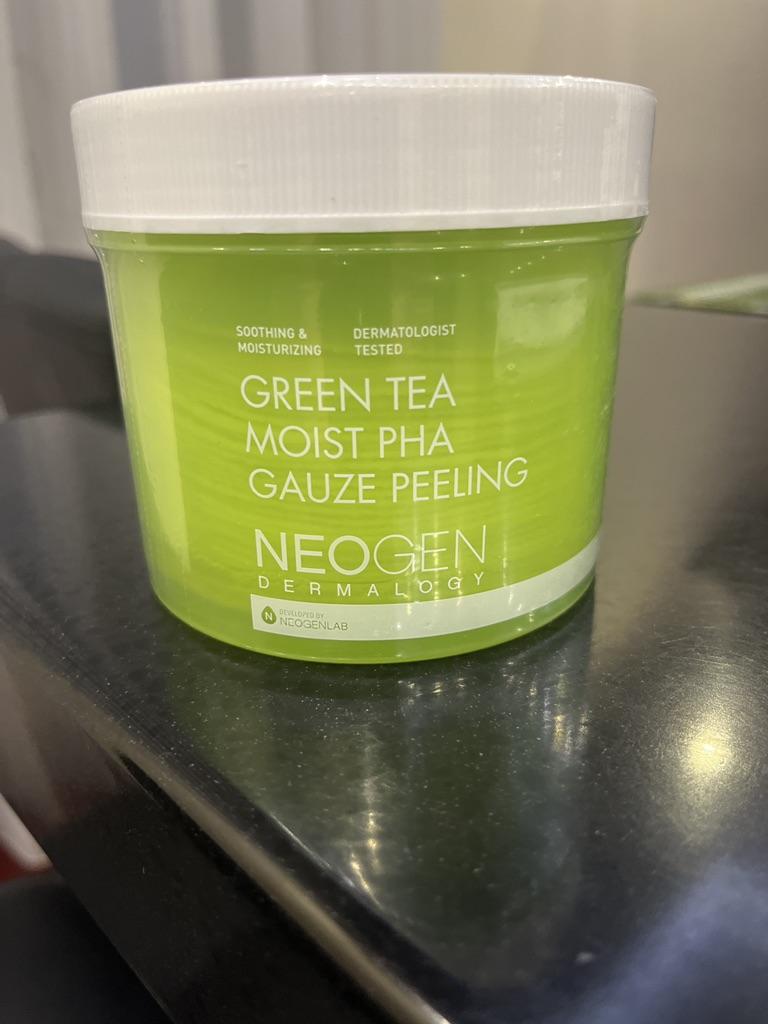 SOOTHING &
MOISTURIZING
DERMATOLOGIST
TESTED
GREEN TEA
MOIST PHA
GAUZE PEELING
NEOGEN
DERMALOGY
N
DEVELOPED BY
NEOGENLAB